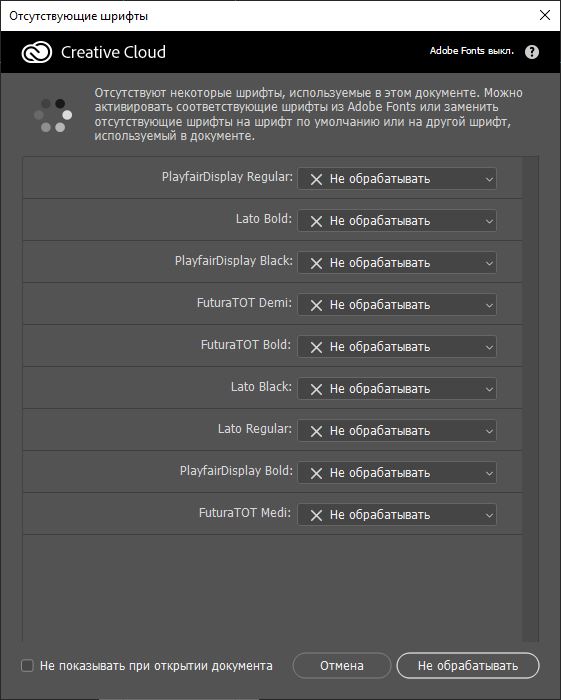 Отсутствующие шрифты
Creative Cloud
Adobe Fonts выкл.
?
Отсутствуют некоторые шрифты, используемые в этом документе. Можно
активировать соответствующие шрифты из Adobe Fonts или заменить
отсутствующие шрифты на шрифт по умолчанию или на другой шрифт,
используемый в документе.
PlayfairDisplay Regular: Не обрабатывать
Lato Bold: Не обрабатывать
PlayfairDisplay Black: Не обрабатывать
FuturaTOT Demi: Не обрабатывать
FuturaTOT Bold: Не обрабатывать
Lato Black: Не обрабатывать
Lato Regular: Не обрабатывать
PlayfairDisplay Bold: Не обрабатывать
FuturaTOT Medi: Не обрабатывать
Не показывать при открытии документа
Отмена
Не обрабатывать